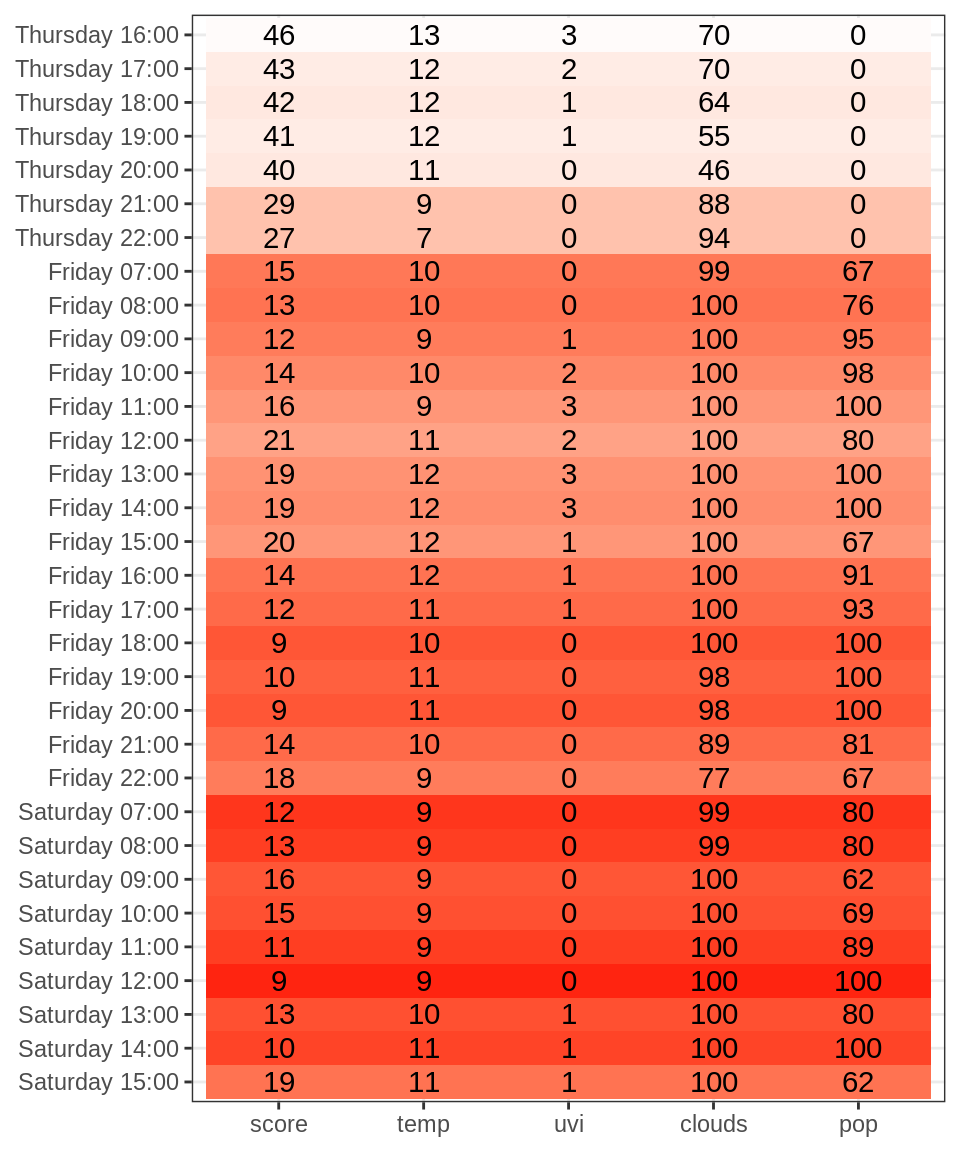 Thursday 16:00 46 13 3 70 0
Thursday 17:00 43 12 2 70 0
Thursday 18:00 42 12 1 64 0
Thursday 19:00 41 12 1 55 0
Thursday 20:00 40 11 0 46 0
Thursday 21:00 29 9 0 88 0
Thursday 22:00 27 7 0 94 0
Friday 07:00 15 10 0 99 67
Friday 08:00 13 10 0 100 76
Friday 09:00 12 9 1 100 95
Friday 10:00 14 10 2 100 98
Friday 11:00 16 9 3 100 100
Friday 12:00 21 11 2 100 80
Friday 13:00 19 12 3 100 100
Friday 14:00 19 12 3 100 100
Friday 15:00 20 12 1 100 67
Friday 16:00 14 12 1 100 91
Friday 17:00 12 11 1 100 93
Friday 18:00 9 10 0 100 100
Friday 19:00 10 11 0 98 100
Friday 20:00 9 11 0 98 100
Friday 21:00 14 10 0 89 81
Friday 22:00 18 9 0 77 67
Saturday 07:00 12 9 0 99 80
Saturday 08:00 13 9 0 99 80
Saturday 09:00 16 9 0 100 62
Saturday 10:00 15 9 0 100 69
Saturday 11:00 11 9 0 100 89
Saturday 12:00 9 9 0 100 100
Saturday 13:00 13 10 1 100 80
Saturday 14:00 10 11 1 100 100
Saturday 15:00 19 11 1 100 62
score temp uvi clouds pop